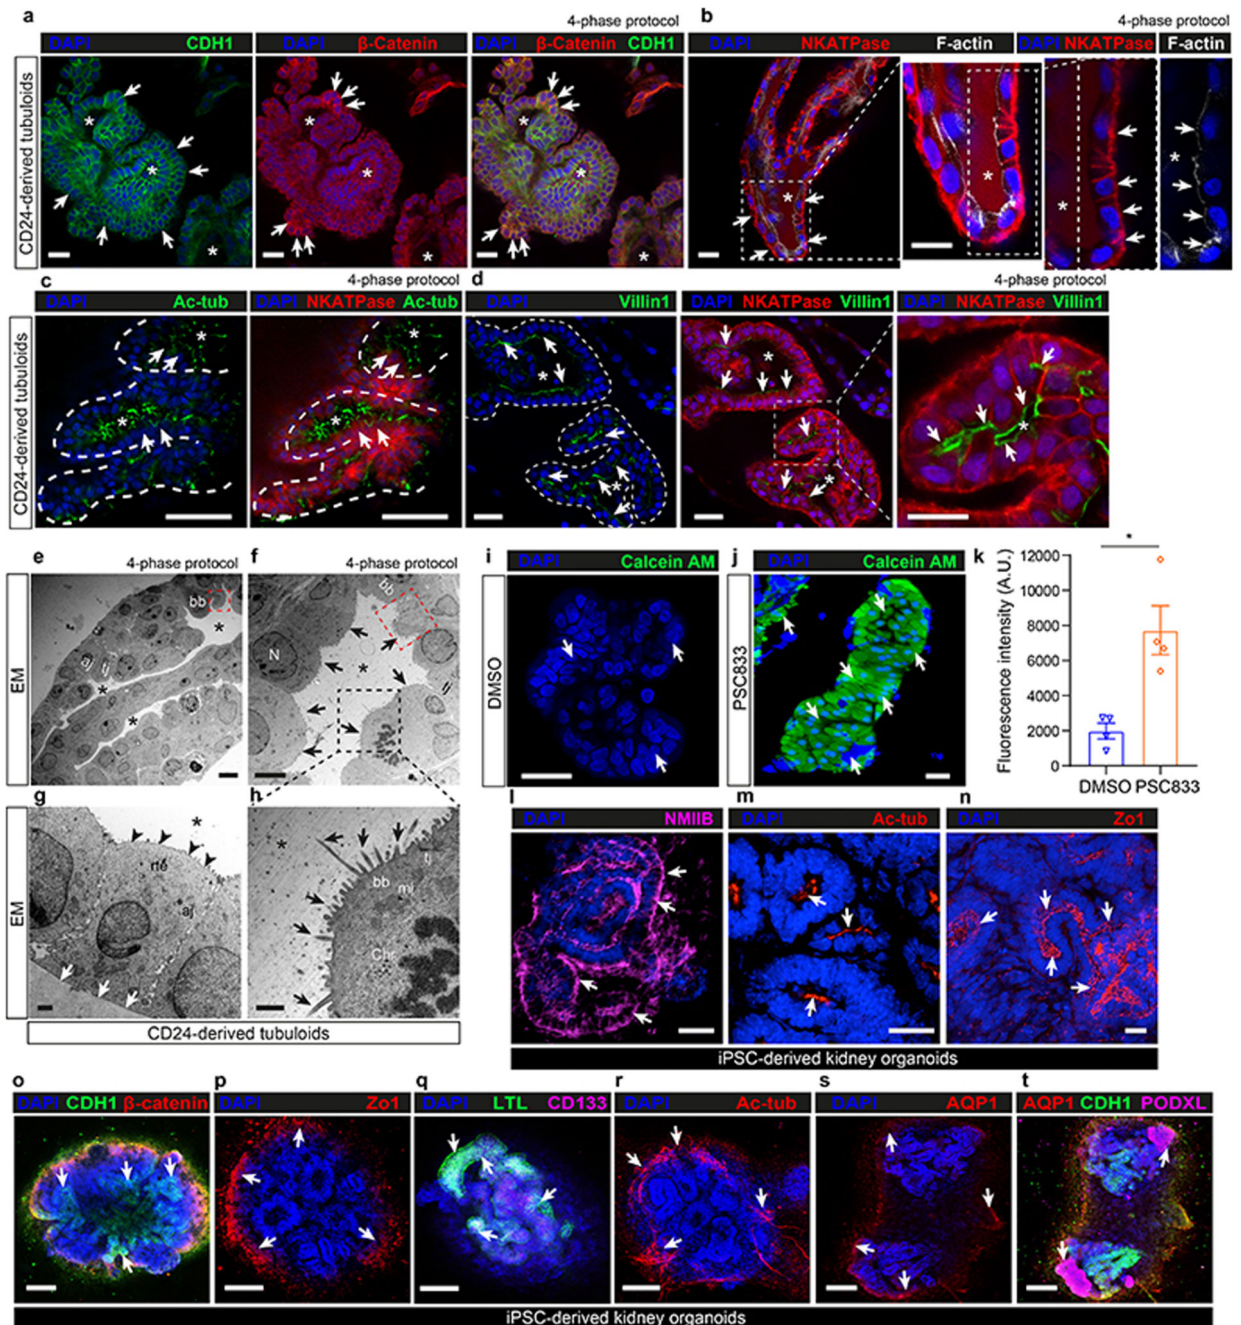 a
4-phase protocol
b
4-phase protocol
DAPI CDH1
DAPI β-Catenin
DAPI β-Catenin CDH1
DAPI NKATPase F-actin
DAPI NKATPase
F-actin
CD24-derived tubuloids
* * *
* * *
* * *
* * * *
c
4-phase protocol
d
4-phase protocol
DAPI Ac-tub
DAPI NKATPase Ac-tub
DAPI Villin1
DAPI NKATPase Villin1
DAPI NKATPase Villin1
CD24-derived tubuloids
* *
* *
* * *
* * *
*
e
4-phase protocol
f
4-phase protocol
EM
bb
*
aj
tj
*
*
bb
N
*
tj
g
h
EM
*
rte
aj
*
bb
tj
mi
Chr
CD24-derived tubuloids
i
DAPI Calcein AM
DMSO
j
Calcein AM
PSC833
k
Fluorescence intensity (A.U.)
12000
10000
8000
6000
4000
2000
0
*
DMSO PSC833
l
DAPI NMIIB
m
Ac-tub
n
Zo1
iPSC-derived kidney organoids
o
DAPI CDH1 β-catenin
p
DAPI Zo1
q
DAPI LTL CD133
r
DAPI Ac-tub
s
DAPI AQP1
t
AQP1 CDH1 PODXL
iPSC-derived kidney organoids